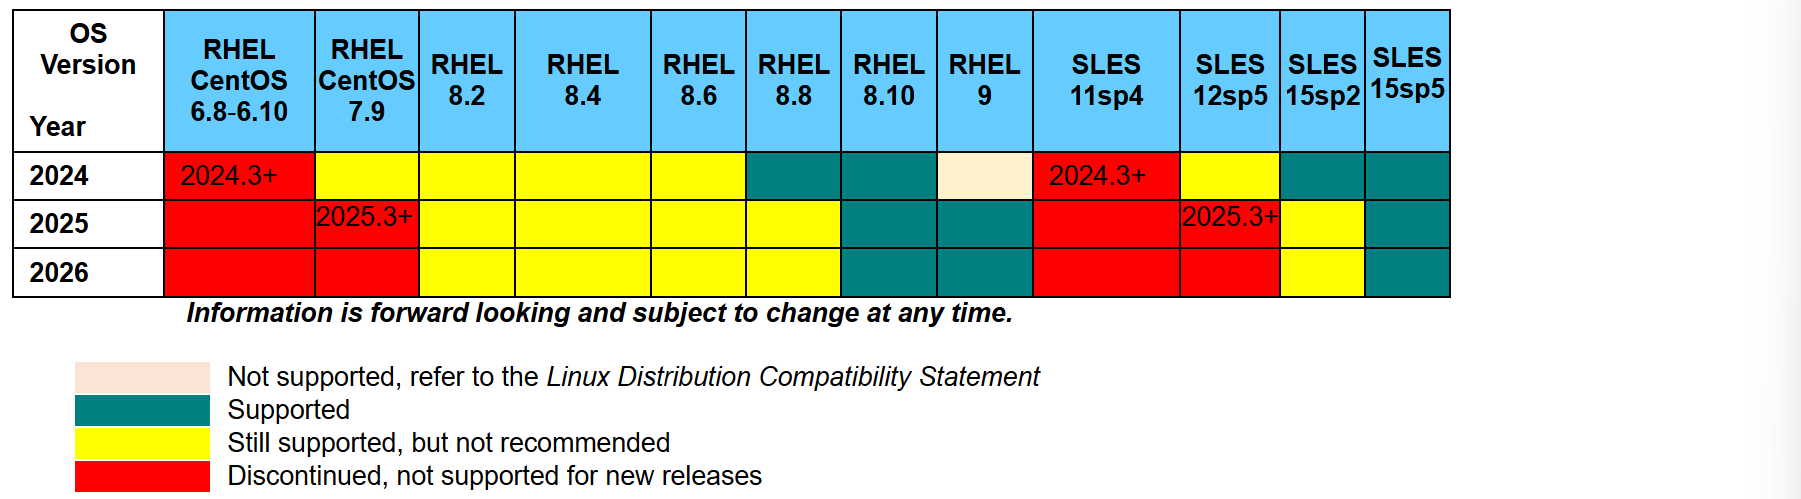 OS
Version
Year
RHEL
CentOS
6.8-6.10
RHEL
CentOS
7.9
RHEL
8.2
RHEL
8.4
RHEL
8.6
RHEL
8.8
RHEL
8.10
RHEL
9
SLES
11sp4
SLES
12sp5
SLES
15sp2
SLES
15sp5
2024
2024.3+
2024.3+
2025
2025.3+
2025.3+
2026
Information is forward looking and subject to change at any time.
Not supported, refer to the Linux Distribution Compatibility Statement
Supported
Still supported, but not recommended
Discontinued, not supported for new releases